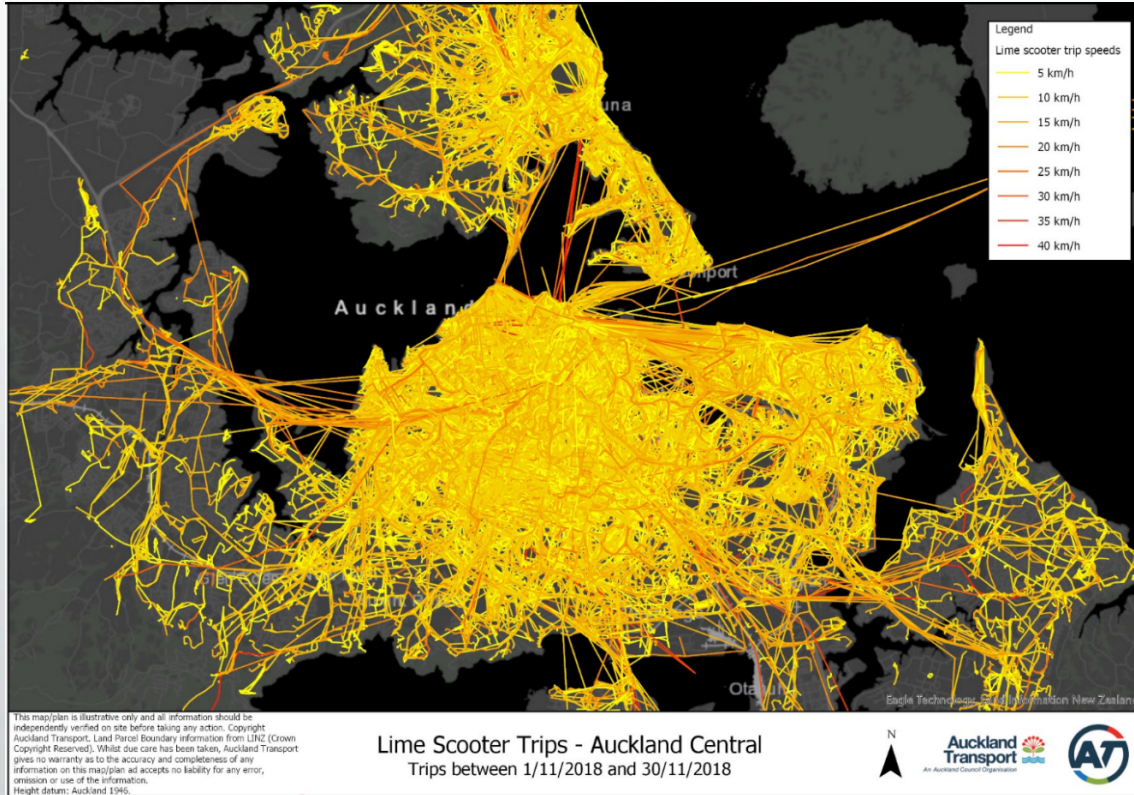 Legend
Lime scooter trip speeds
5 km/h
10 km/h
15 km/h
20 km/h
25 km/h
30 km/h
35 km/h
40 km/h
Auckland
This map/plan is illustrative only and all information should be
independently verified on site before taking any action. Copyright
Auckland Transport. Land Parcel Boundary information from LINZ (Crown
Copyright Reserved). Whilst due care has been taken, Auckland Transport
gives no warranty as to the accuracy and completeness of any
information on this map/plan ad accepts no liability for any error,
omission or use of the information.
Height datum: Auckland 1946.
Lime Scooter Trips - Auckland Central
Trips between 1/11/2018 and 30/11/2018
N
Auckland
Transport
An Auckland Council Organisation
AT